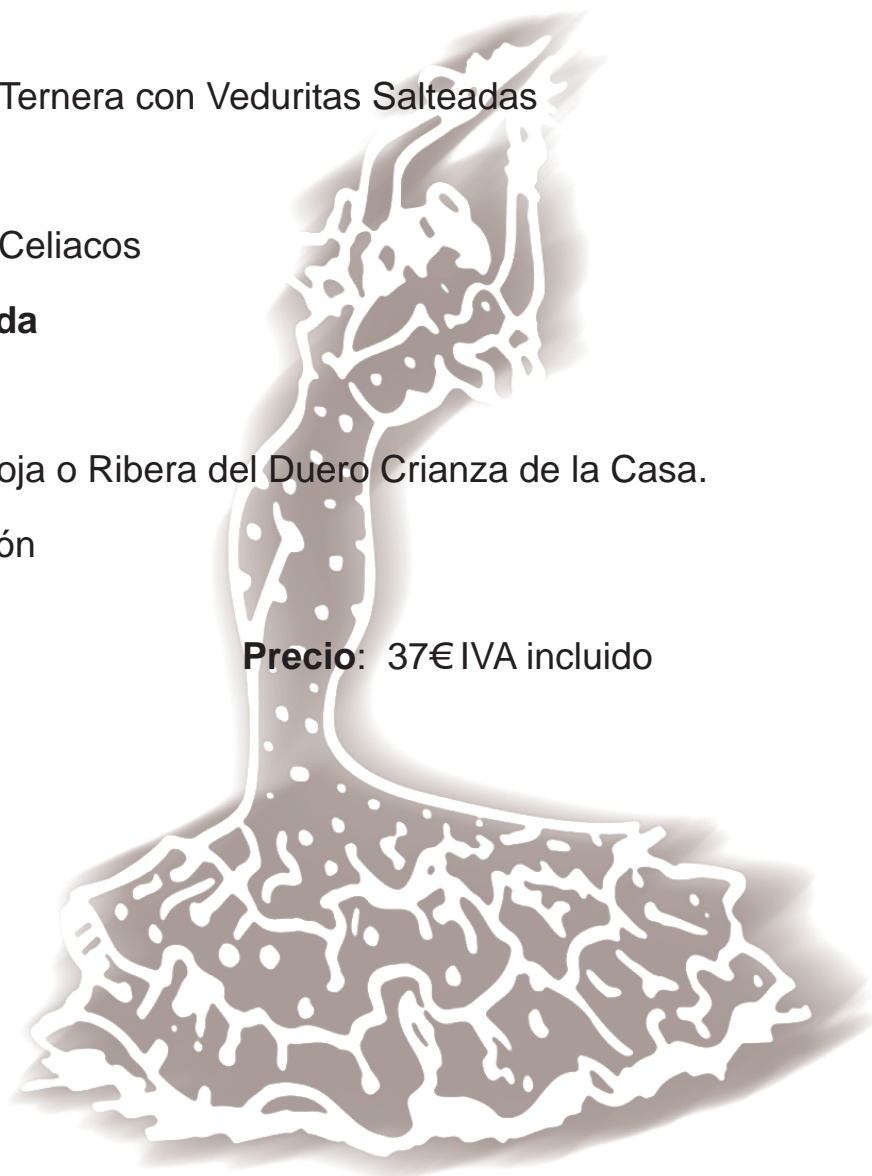 Ternera con Veduritas Salteadas
Celiacos
da
oja o Ribera del Duero Crianza de la Casa.
ón
Precio: 37€ IVA incluido